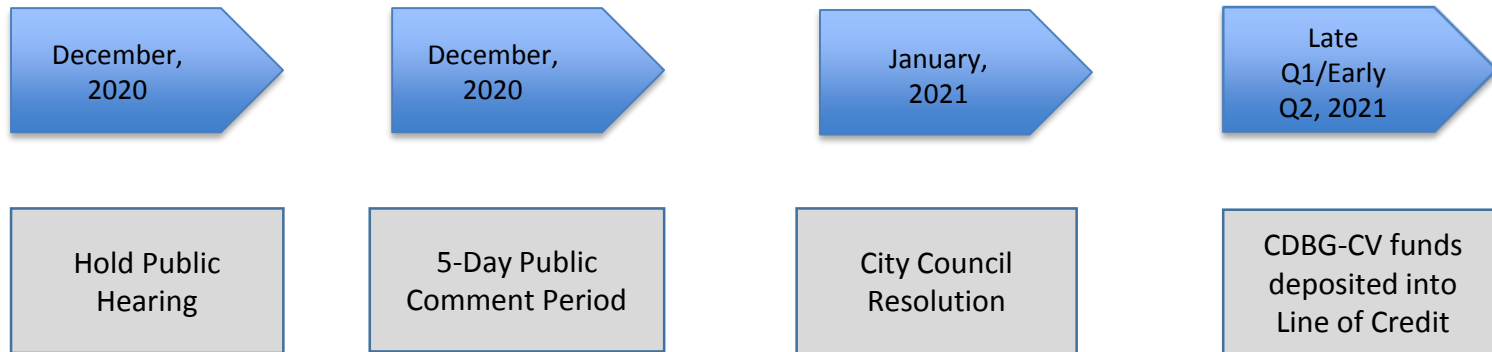 December,
2020
December,
2020
January,
2021
Late
Q1/Early
Q2, 2021
Hold Public
Hearing
5-Day Public
Comment Period
City Council
Resolution
CDBG-CV funds
deposited into
Line of Credit